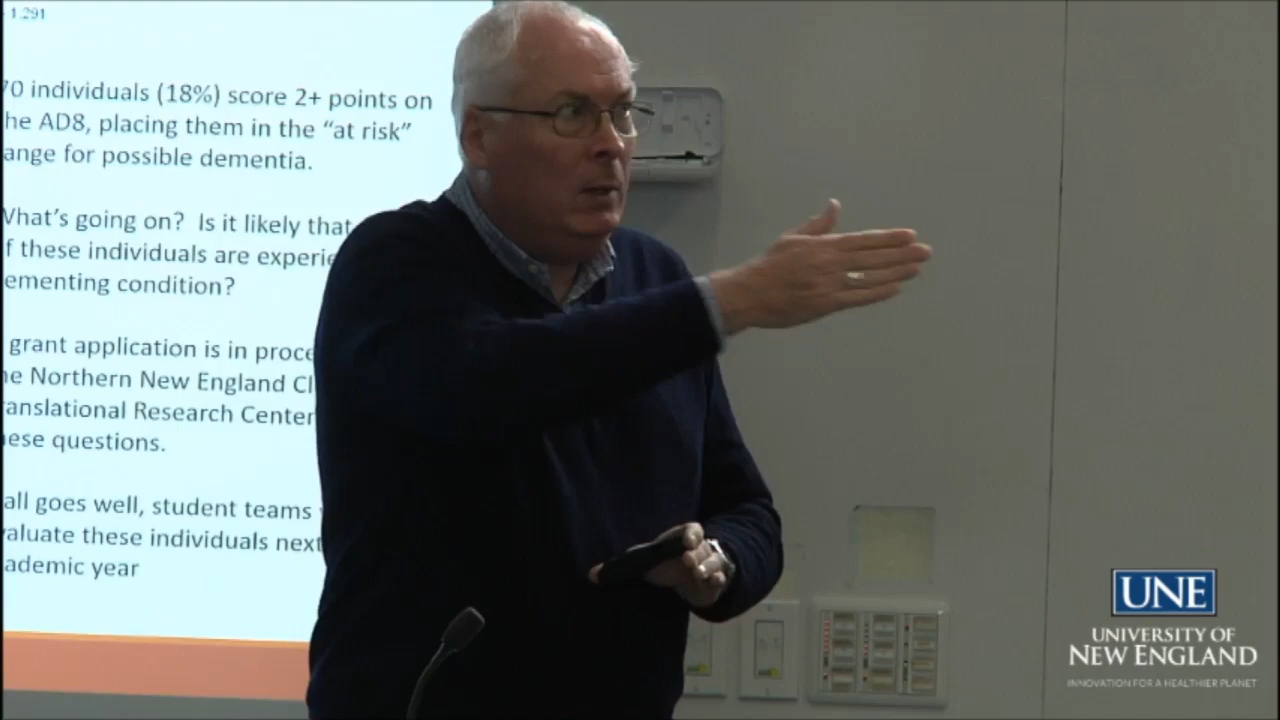 - 1.291
70 individuals (18%) score 2+ points on
he AD8, placing them in the “at risk”
ange for possible dementia.
What’s going on?  Is it likely that
f these individuals are experie
ementing condition?
grant application is in proce
he Northern New England Cl
ranslational Research Center
hese questions.
all goes well, student teams
valuate these individuals next
ademic year
UNE
UNIVERSITY OF
NEW ENGLAND
INNOVATION FOR A HEALTHIER PLANET